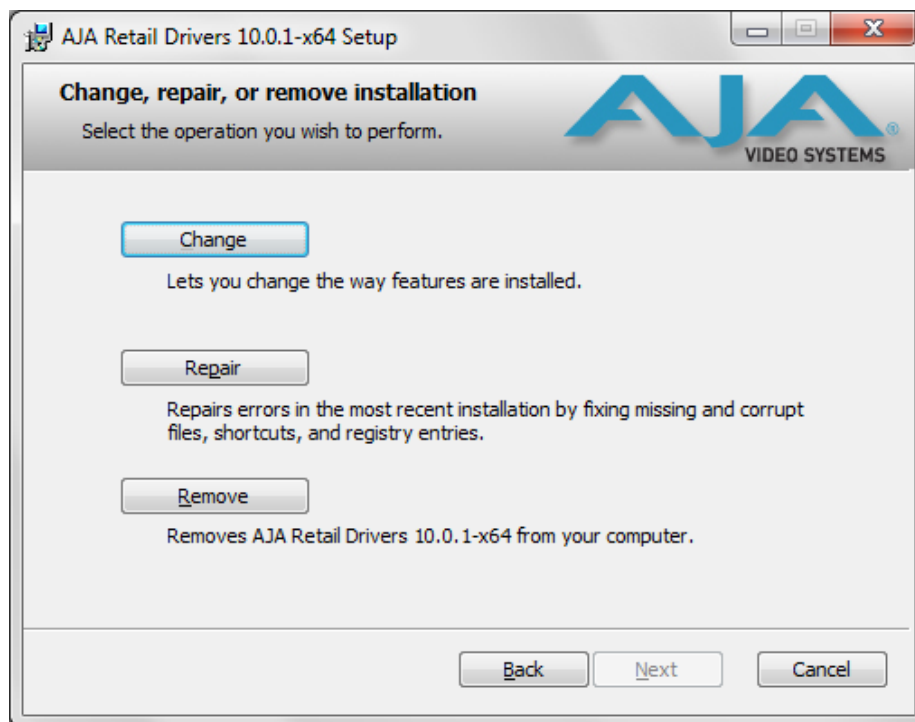 AJA Retail Drivers 10.0.1-x64 Setup
Change, repair, or remove installation
Select the operation you wish to perform.
AJA®
VIDEO SYSTEMS
Change
Lets you change the way features are installed.
Repair
Repairs errors in the most recent installation by fixing missing and corrupt
files, shortcuts, and registry entries.
Remove
Removes AJA Retail Drivers 10.0.1-x64 from your computer.
Back
Next
Cancel